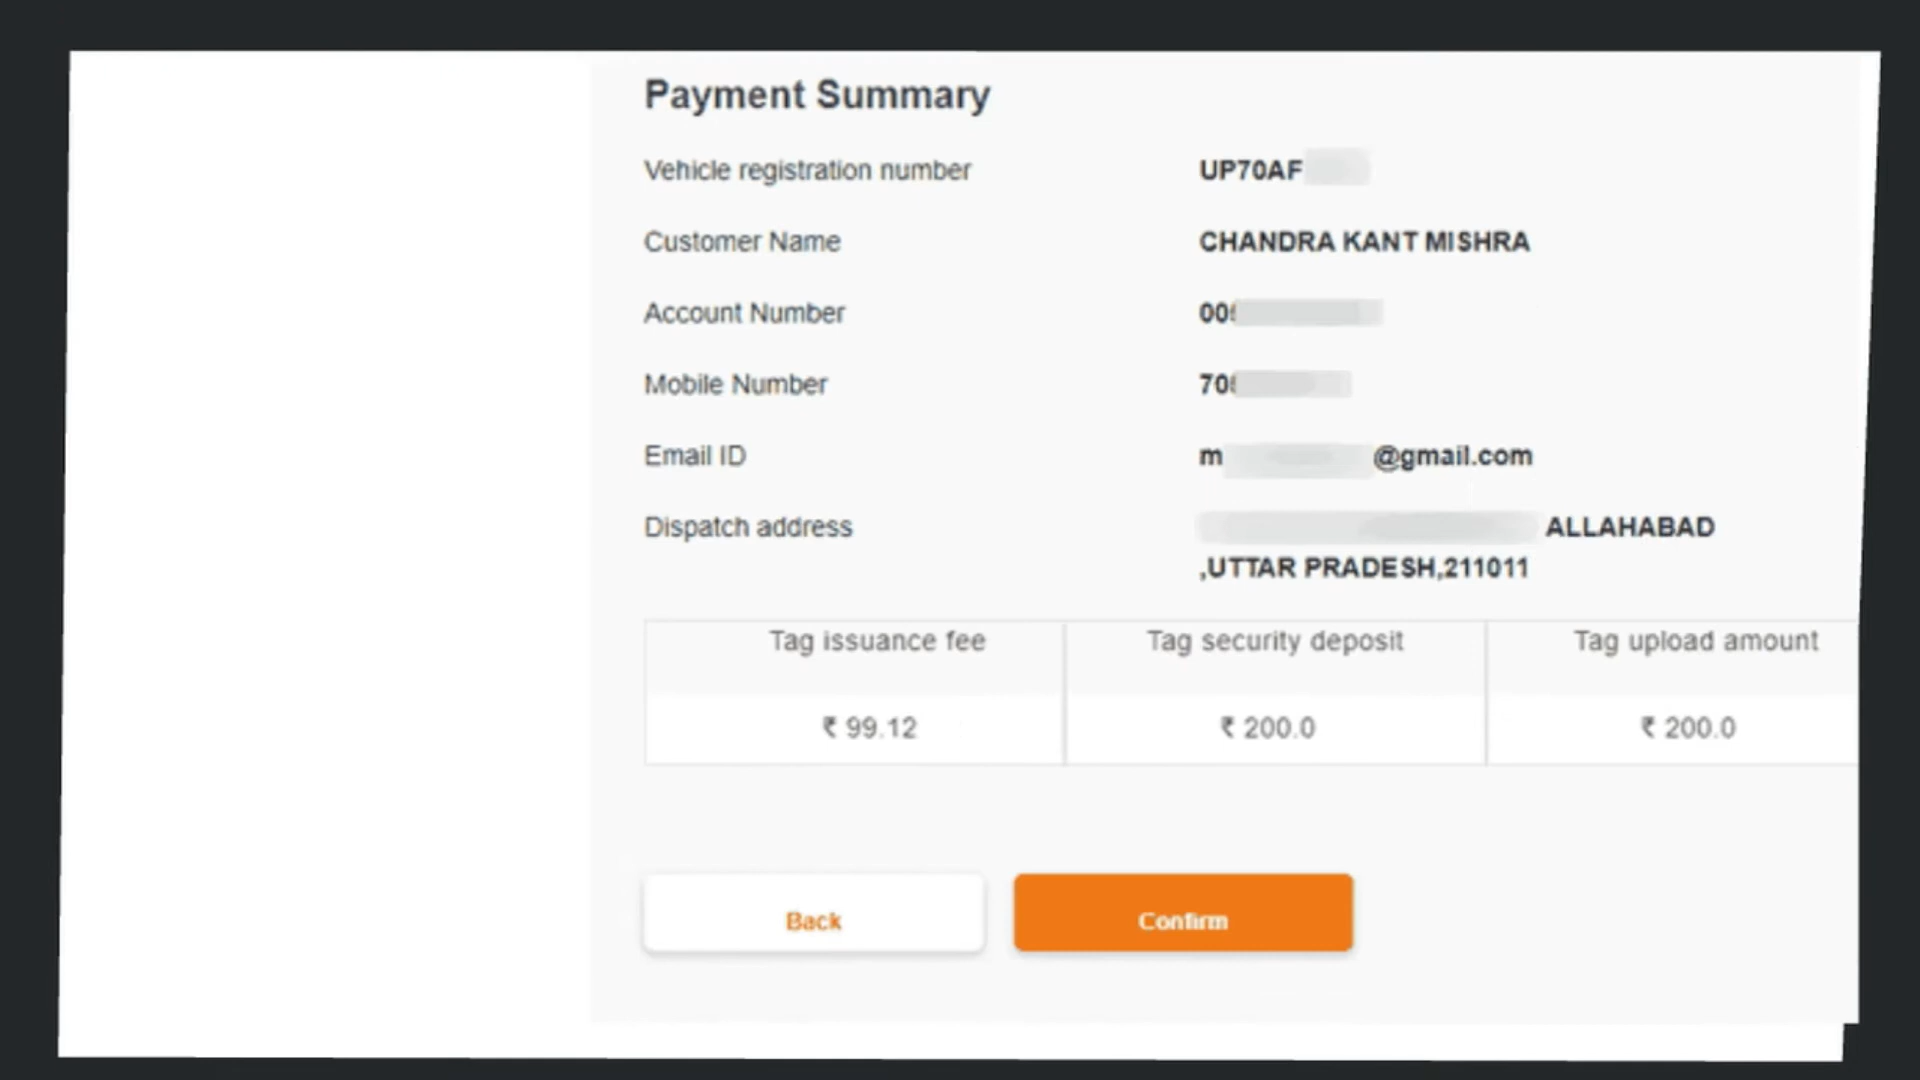 Payment Summary
Vehicle registration number UP70AF
Customer Name CHANDRA KANT MISHRA
Account Number 00
Mobile Number 70
Email ID m @gmail.com
Dispatch address ALLAHABAD
,UTTAR PRADESH,211011
Tag issuance fee Tag security deposit Tag upload amount
₹ 99.12 ₹ 200.0 ₹ 200.0
Back Confirm